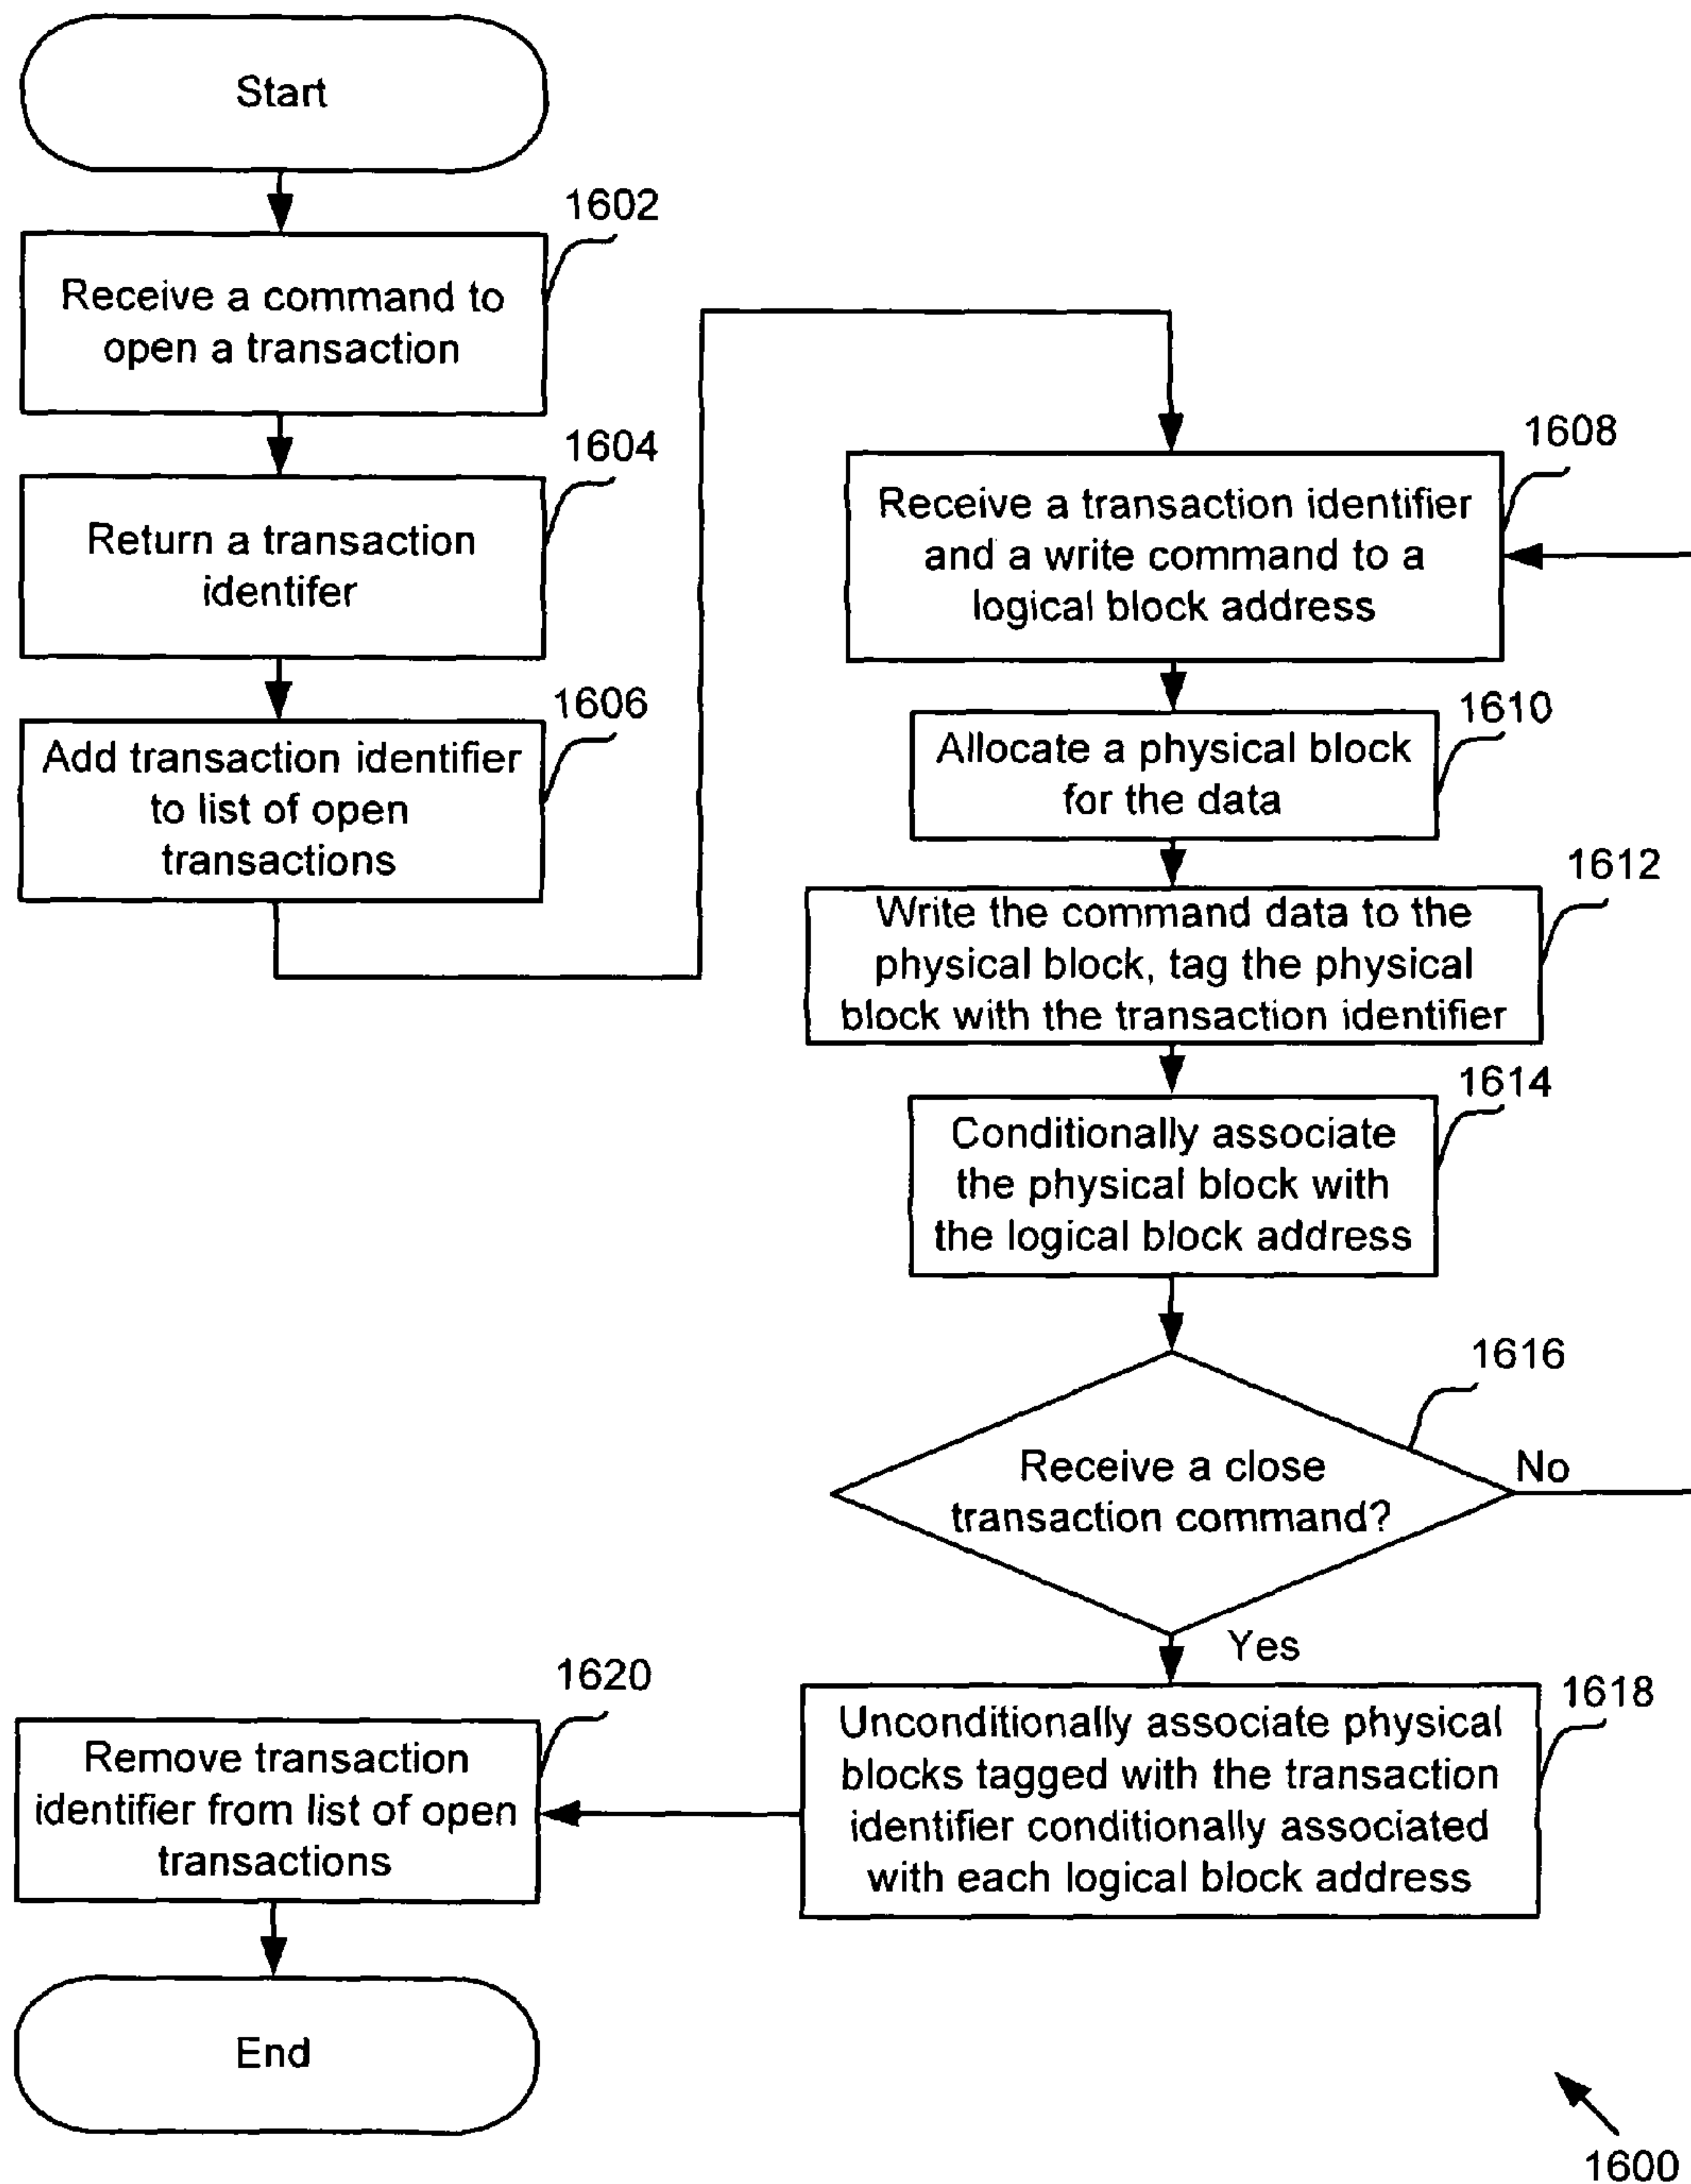 Start
1602
Receive a command to
open a transaction
1604
Return a transaction
identifer
1606
Add transaction identifier
to list of open
transactions
1608
Receive a transaction identifier
and a write command to a
logical block address
1610
Allocate a physical block
for the data
1612
Write the command data to the
physical block, tag the physical
block with the transaction identifier
1614
Conditionally associate
the physical block with
the logical block address
1616
Receive a close
transaction command?
No
Yes
1618
Unconditionally associate physical
blocks tagged with the transaction
identifier conditionally associated
with each logical block address
1620
Remove transaction
identifier from list of open
transactions
End
1600